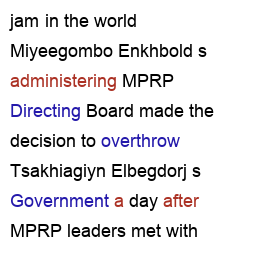 jam in the world
Miyeegombo Enkhbold s
administering MPRP
Directing Board made the
decision to overthrow
Tsakhiagiyn Elbegdorj s
Government a day after
MPRP leaders met with